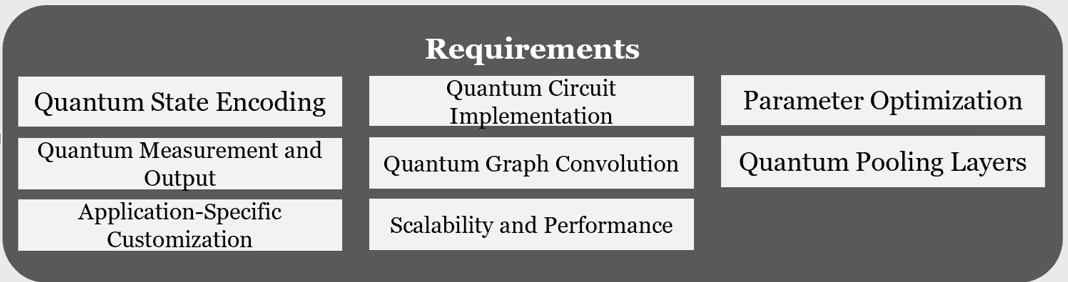 Requirements
Quantum State Encoding
Quantum Circuit
Implementation
Parameter Optimization
Quantum Measurement and
Output
Quantum Graph Convolution
Quantum Pooling Layers
Application-Specific
Customization
Scalability and Performance